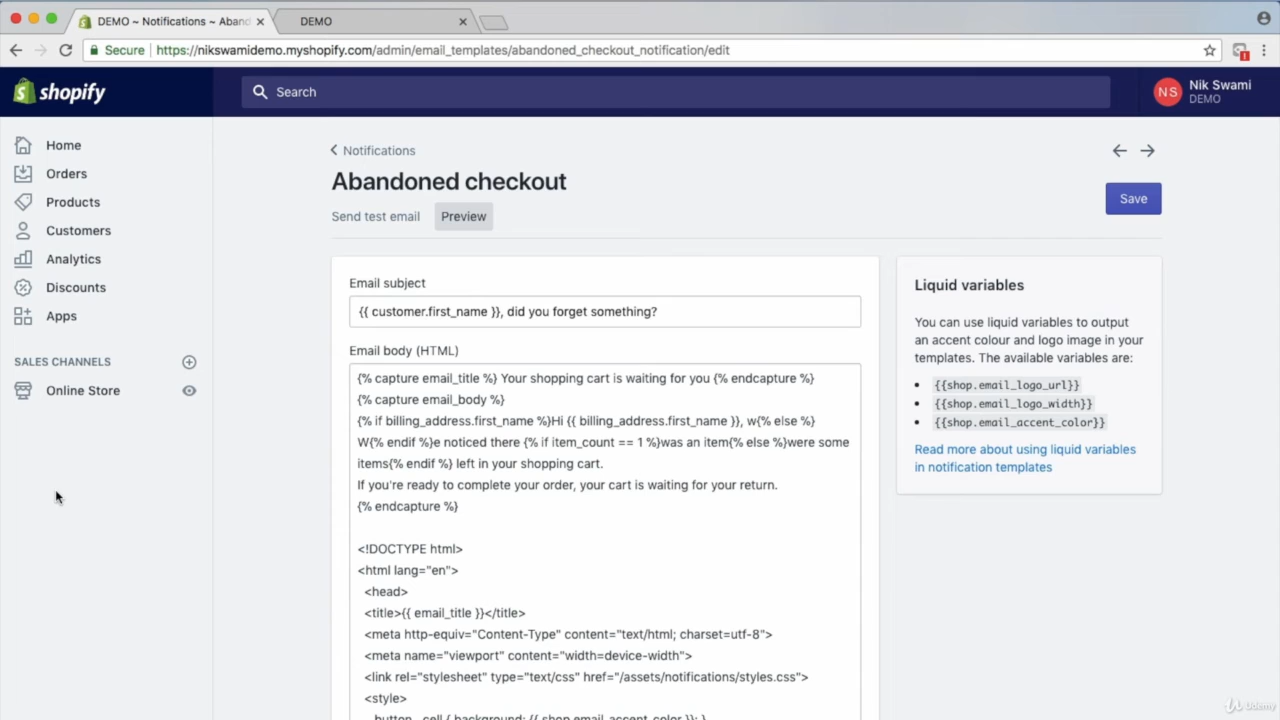 DEMO ~ Notifications ~ Aband
DEMO
Secure
https://nikswamidemo.myshopify.com/admin/email_templates/abandoned_checkout_notification/edit
1
shopify
Search
NS
Nik Swami
DEMO
Home
Orders
Products
Customers
Analytics
Discounts
Apps
SALES CHANNELS
Online Store
Notifications
Abandoned checkout
Send test email
Preview
Save
Email subject
{{ customer.first_name }}, did you forget something?
Email body (HTML)
{% capture email_title %} Your shopping cart is waiting for you {% endcapture %}
{% capture email_body %}
{% if billing_address.first_name %}Hi {{ billing_address.first_name }}, w{% else %}
W{% endif %}e noticed there {% if item_count == 1 %}was an item{% else %}were some
items{% endif %} left in your shopping cart.
If you're ready to complete your order, your cart is waiting for your return.
{% endcapture %}
<!DOCTYPE html>
<html lang="en">
<head>
<title>{{ email_title }}</title>
<meta http-equiv="Content-Type" content="text/html; charset=utf-8">
<meta name="viewport" content="width=device-width">
<link rel="stylesheet" type="text/css" href="/assets/notifications/styles.css">
<style>
.button__cell { background: {{ shop.email_accent_color }}; }
Liquid variables
You can use liquid variables to output
an accent colour and logo image in your
templates. The available variables are:
{{shop.email_logo_url}}
{{shop.email_logo_width}}
{{shop.email_accent_color}}
Read more about using liquid variables
in notification templates
Udemy